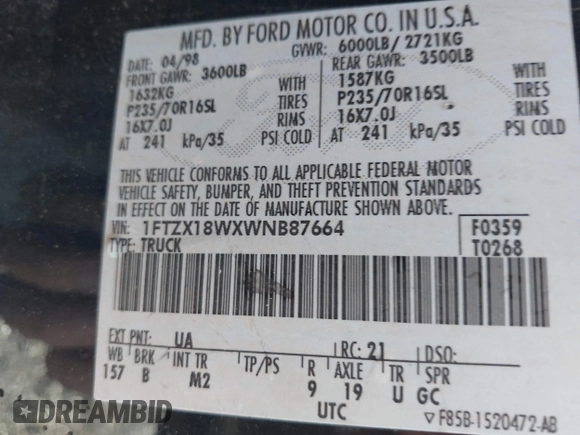 MFD. BY FORD MOTOR CO. IN U.S.A.
DATE: 04/98 GVWR: 6000LB/ 2721KG
FRONT GAWR: 3600LB REAR GAWR: 3500LB
1632KG WITH 1587KG WITH
P235/70R16SL TIRES P235/70R16SL TIRES
16X7.0J RIMS 16X7.0J RIMS
AT 241 kPa/35 PSI COLD AT 241 kPa/35 PSI COLD
THIS VEHICLE CONFORMS TO ALL APPLICABLE FEDERAL MOTOR
VEHICLE SAFETY, BUMPER, AND THEFT PREVENTION STANDARDS
IN EFFECT ON THE DATE OF MANUFACTURE SHOWN ABOVE.
VIN: 1FTZX18WXWNB87664 F0359
TYPE: TRUCK T0268
EXT PNT: UA RC: 21 DSO:
WB BRK INT TR TP/PS R AXLE TR SPR
157 B M2 9 19 U GC
UTC
F85B-1520472-AB
DREAMBID